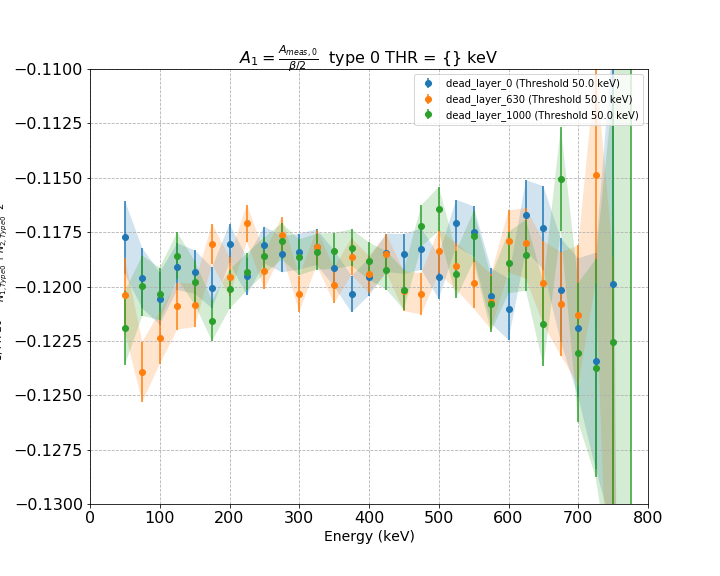 A_1 = \frac{A_{meas,0}}{\beta/2} type 0 THR = {} keV
dead_layer_0 (Threshold 50.0 keV)
dead_layer_630 (Threshold 50.0 keV)
dead_layer_1000 (Threshold 50.0 keV)
−0.1100
−0.1125
−0.1150
−0.1175
−0.1200
−0.1225
−0.1250
−0.1275
−0.1300
0 100 200 300 400 500 600 700 800
Energy (keV)